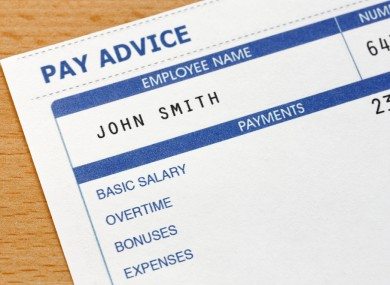 PAY ADVICE
EMPLOYEE NAME
JOHN SMITH
PAYMENTS
BASIC SALARY
OVERTIME
BONUSES
EXPENSES